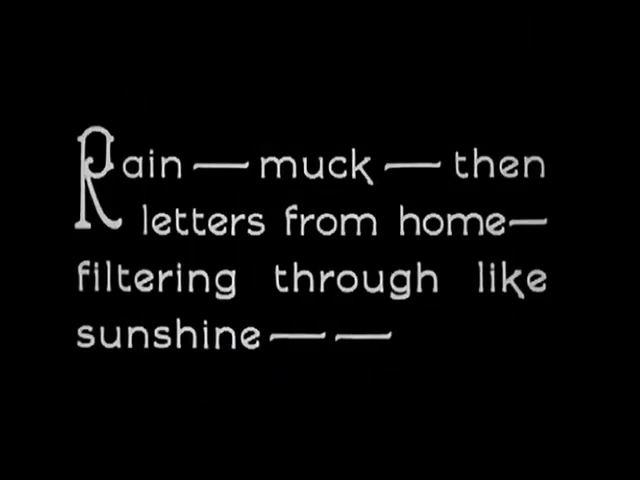 Rain — muck — then
letters from home—
filtering through like
sunshine — —